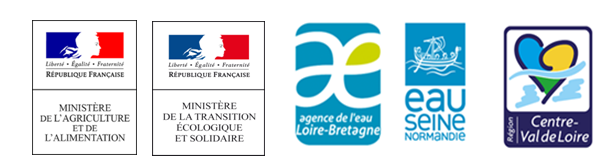 Liberté • Égalité • Fraternité
RÉPUBLIQUE FRANÇAISE
MINISTÈRE
DE L'AGRICULTURE
ET DE
L'ALIMENTATION
Liberté • Égalité • Fraternité
RÉPUBLIQUE FRANÇAISE
MINISTÈRE
DE LA TRANSITION
ÉCOLOGIQUE
ET SOLIDAIRE
ae
agence de l'eau
Loire-Bretagne
eau
SEINE
NORMANDIE
Région
Centre-
Val de Loire